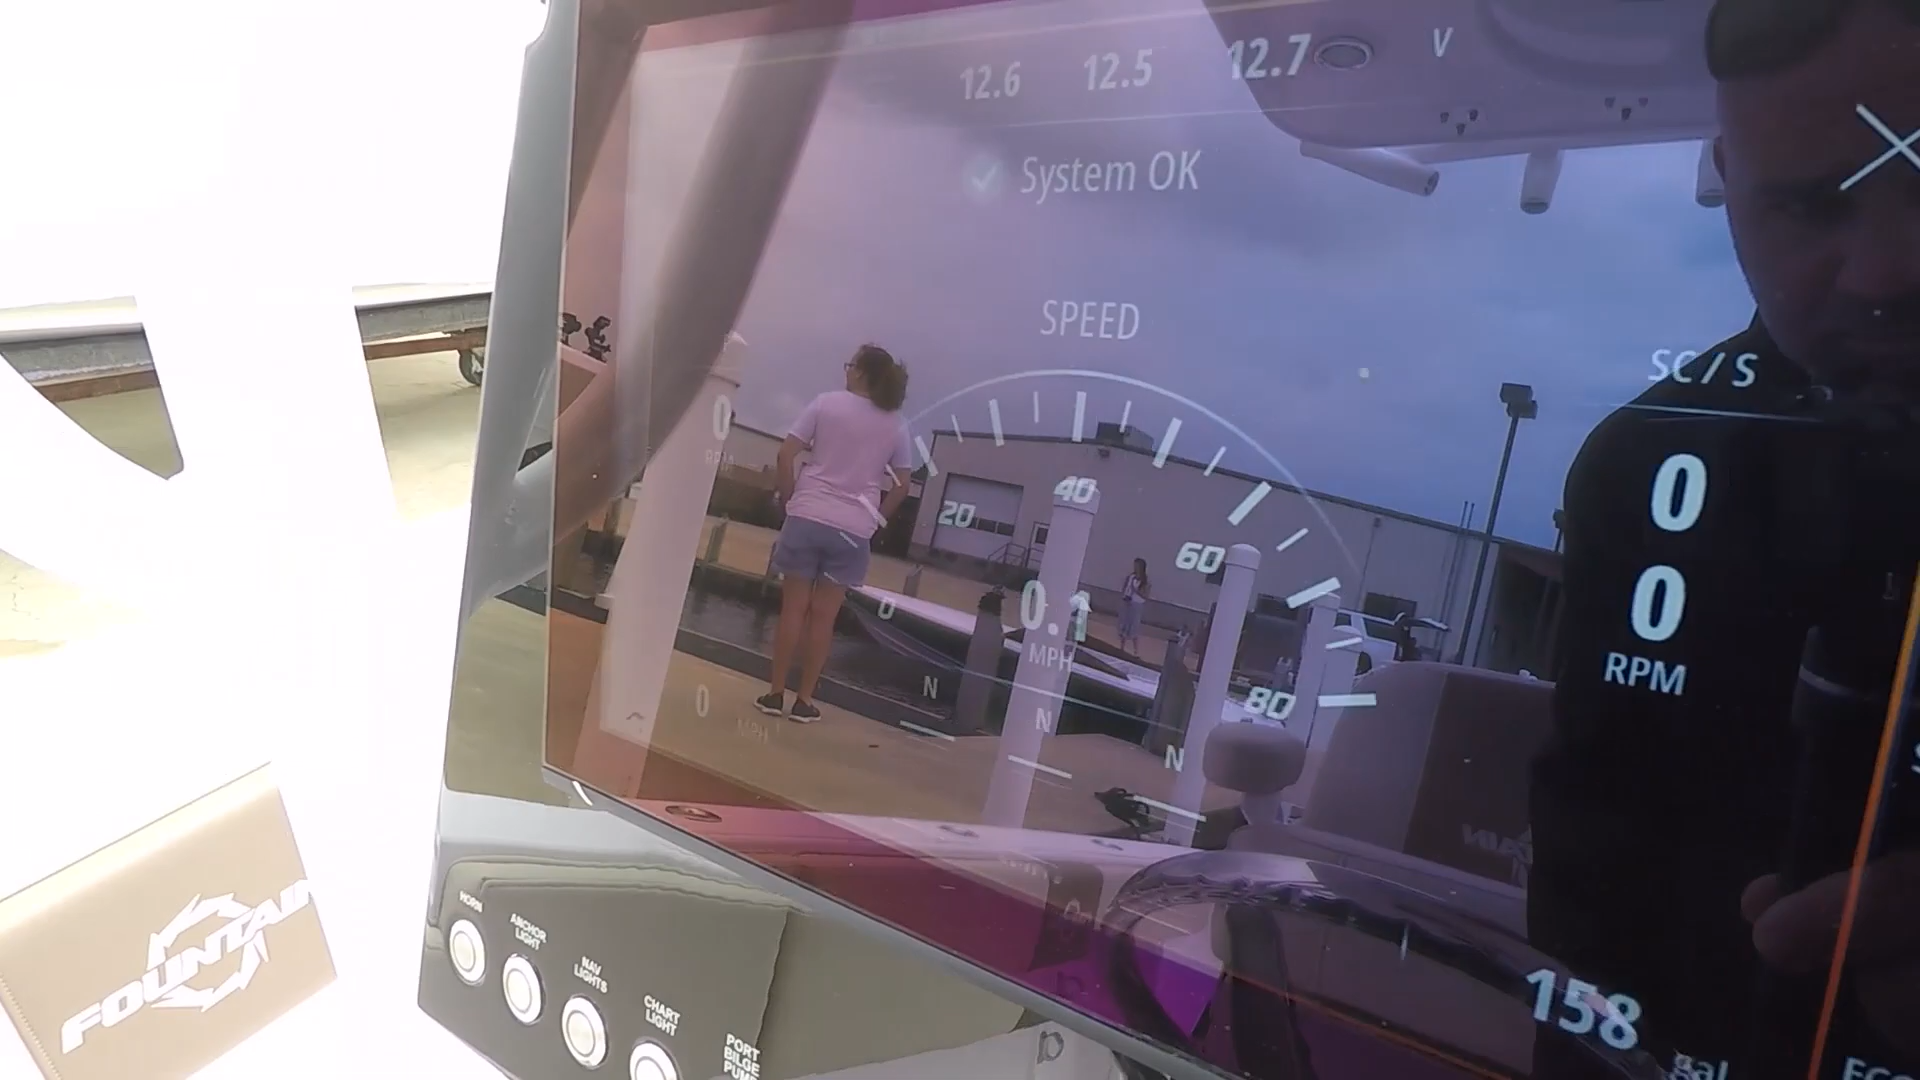 12.6 12.5 12.7 V
System OK
SPEED
SC/S
0
RPM
0
0
RPM
0 20 40 60 80
0.1
MPH
0
MPH
N N N
158
gal
FOUNTAIN
HORN
ANCHOR
LIGHT
NAV
LIGHTS
CHART
LIGHT
PORT
BILGE
PUMP